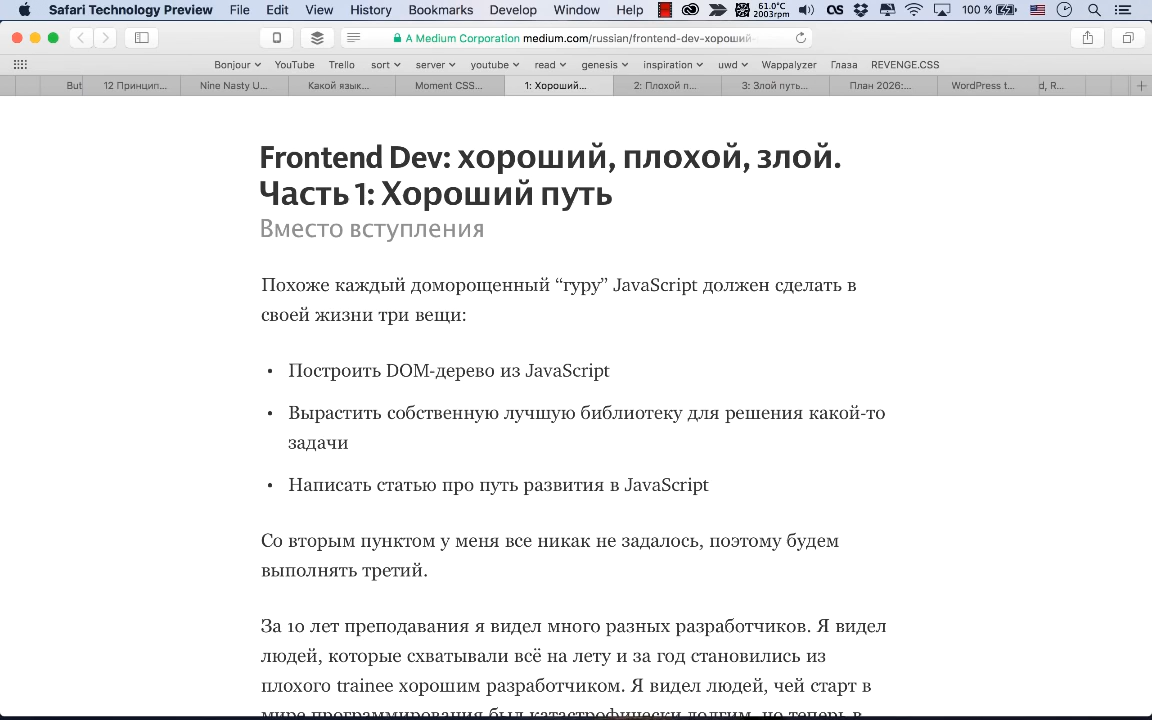 Safari Technology Preview File Edit View History Bookmarks Develop Window Help 61.0°C 2003rpm 100 %
A Medium Corporation medium.com/russian/frontend-dev-хороший-
Bonjour YouTube Trello sort server youtube read genesis inspiration uwd Wappalyzer Глаза REVENGE.CSS
But 12 Принцип... Nine Nasty U... Какой язык... Moment CSS... 1: Хороший... 2: Плохой п... 3: Злой путь... План 2026:... WordPress t... d, R...
Frontend Dev: хороший, плохой, злой.
Часть 1: Хороший путь
Вместо вступления
Похоже каждый доморощенный “гуру” JavaScript должен сделать в
своей жизни три вещи:
• Построить DOM-дерево из JavaScript
• Вырастить собственную лучшую библиотеку для решения какой-то
задачи
• Написать статью про путь развития в JavaScript
Со вторым пунктом у меня все никак не задалось, поэтому будем
выполнять третий.
За 10 лет преподавания я видел много разных разработчиков. Я видел
людей, которые схватывали всё на лету и за год становились из
плохого trainee хорошим разработчиком. Я видел людей, чей старт в
мире программирования был катастрофически долгим, но теперь в